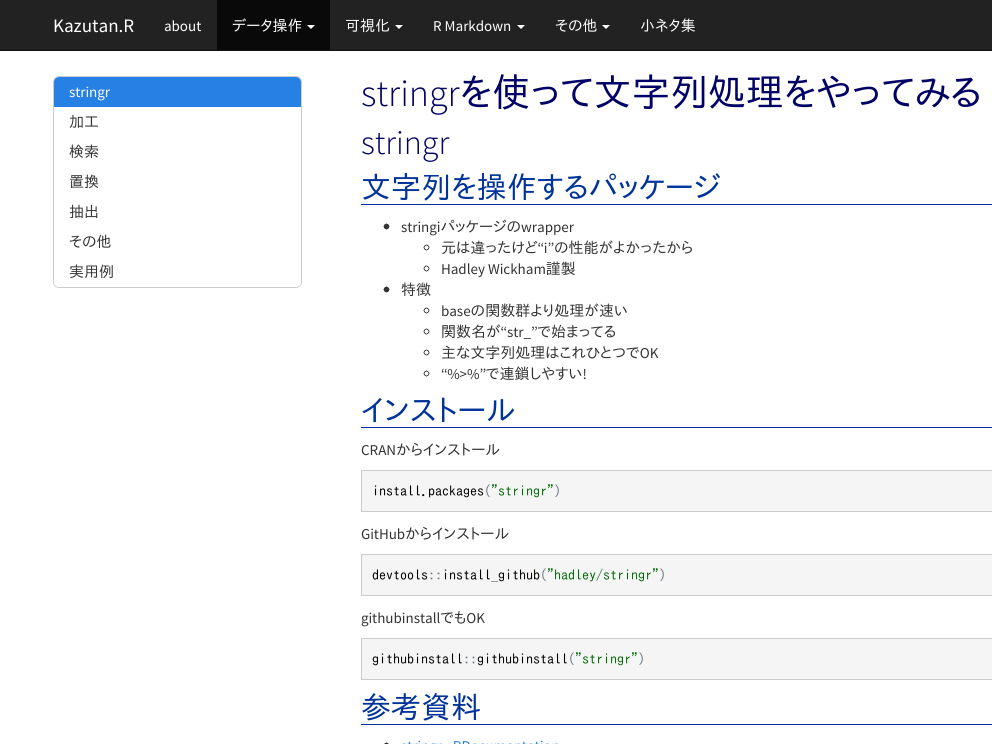 Kazutan.R about データ操作 可視化 R Markdown その他 小ネタ集
stringr
加工
検索
置換
抽出
その他
実用例
stringrを使って文字列処理をやってみる
stringr
文字列を操作するパッケージ
stringiパッケージのwrapper
元は違ったけど“i”の性能がよかったから
Hadley Wickham謹製
特徴
baseの関数群より処理が速い
関数名が“str_”で始まってる
主な文字列処理はこれひとつでOK
“%>%”で連鎖しやすい!
インストール
CRANからインストール
install.packages("stringr")
GitHubからインストール
devtools::install_github("hadley/stringr")
githubinstallでもOK
githubinstall::githubinstall("stringr")
参考資料